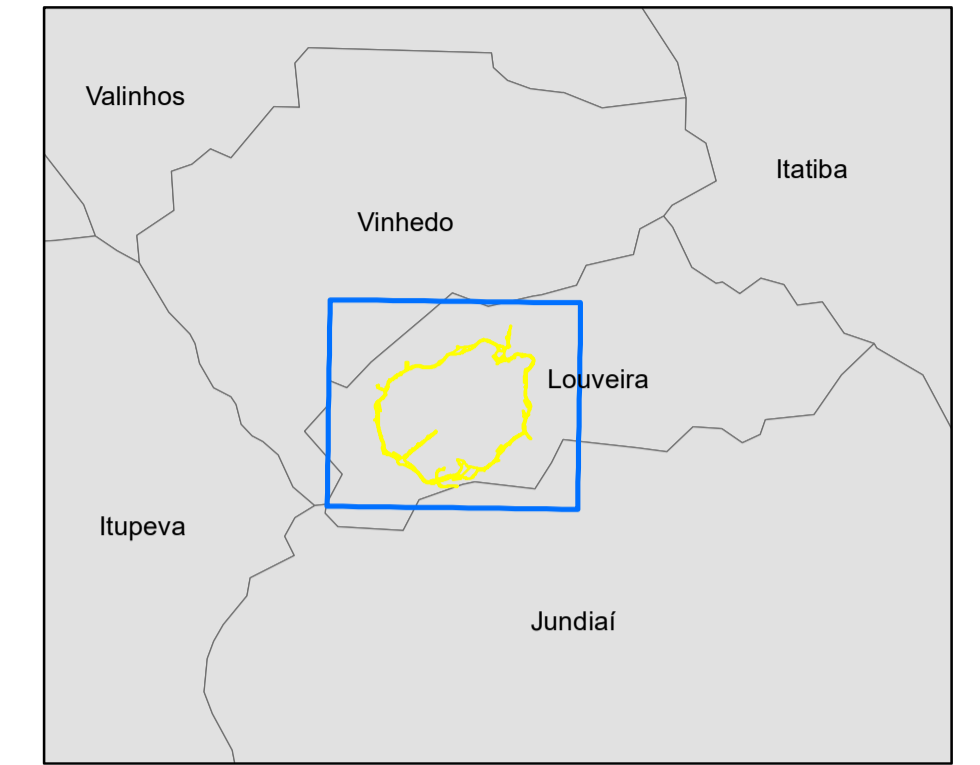 Valinhos
Itatiba
Vinhedo
Louveira
Itupeva
Jundiaí